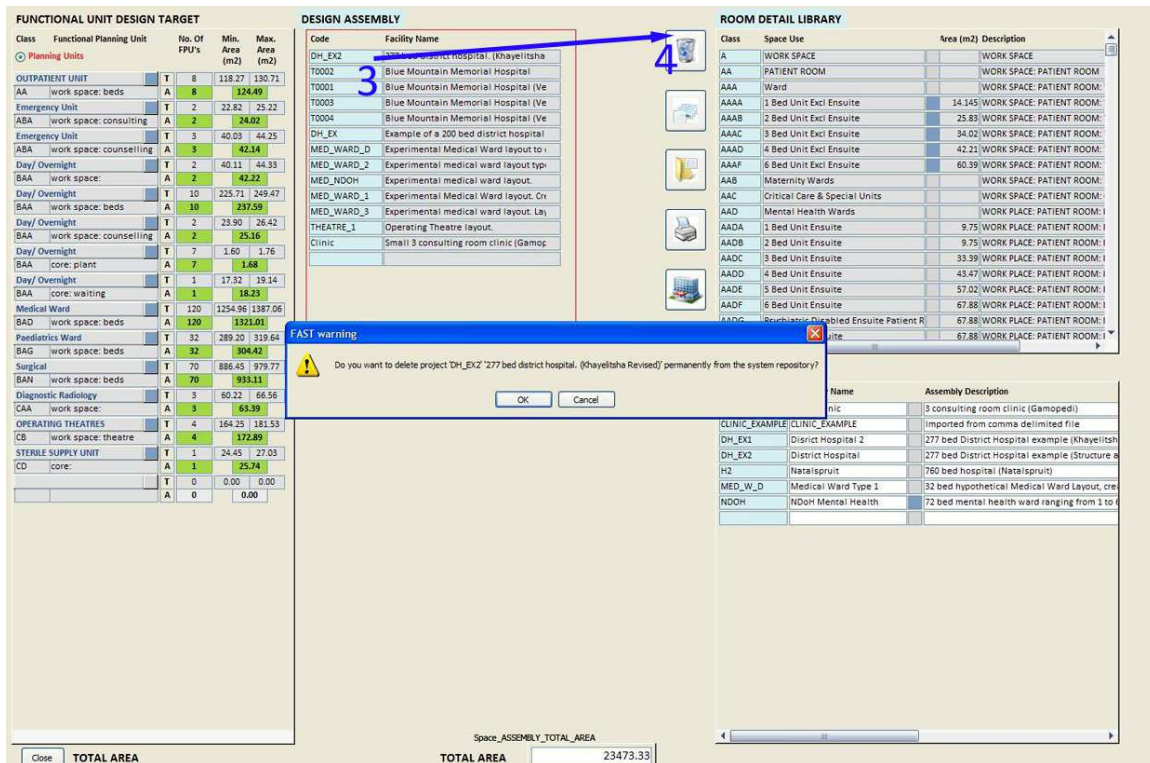 FUNCTIONAL UNIT DESIGN TARGET
Class Functional Planning Unit No. Of FPU's Min. Area (m2) Max. Area (m2)
Planning Units
OUTPATIENT UNIT T 8 118.27 130.71
AA work space: beds A 8 124.49
Emergency Unit T 2 22.82 25.22
ABA work space: consulting A 2 24.02
Emergency Unit T 3 40.03 44.25
ABA work space: counselling A 3 42.14
Day/ Overnight T 2 40.11 44.33
BAA work space: A 2 42.22
Day/ Overnight T 10 225.71 249.47
BAA work space: beds A 10 237.59
Day/ Overnight T 2 23.90 26.42
BAA work space: counselling A 2 25.16
Day/ Overnight T 7 1.60 1.76
BAA core: plant A 7 1.68
Day/ Overnight T 1 17.32 19.14
BAA core: waiting A 1 18.23
Medical Ward T 120 1254.96 1387.06
BAD work space: beds A 120 1321.01
Paediatrics Ward T 32 289.20 319.64
BAG work space: beds A 32 304.42
Surgical T 70 886.45 979.77
BAN work space: beds A 70 933.11
Diagnostic Radiology T 3 60.22 66.56
CAA work space: A 3 63.39
OPERATING THEATRES T 4 164.25 181.53
CB work space: theatre A 4 172.89
STERILE SUPPLY UNIT T 1 24.45 27.03
CD core: A 1 25.74
T 0 0.00 0.00
A 0 0.00
Close TOTAL AREA
DESIGN ASSEMBLY
Code Facility Name
DH_EX2 277 bed district hospital. (Khayelitsha
T0002 Blue Mountain Memorial Hospital
T0001 Blue Mountain Memorial Hospital (Ve
T0003 Blue Mountain Memorial Hospital (Ve
T0004 Blue Mountain Memorial Hospital (Ve
DH_EX Example of a 200 bed district hospital
MED_WARD_D Experimental Medical Ward layout to
MED_WARD_2 Experimental medical ward layout type
MED_NDOH Experimental medical ward layout.
MED_WARD_1 Experimental Medical Ward layout. Cre
MED_WARD_3 Experimental medical ward layout. Lay
THEATRE_1 Operating Theatre layout.
Clinic Small 3 consulting room clinic (Gamop
3
4
FAST warning
Do you want to delete project 'DH_EX2' '277 bed district hospital. (Khayelitsha Revised)' permanently from the system repository?
OK Cancel
Space_ASSEMBLY_TOTAL_AREA
TOTAL AREA 23473.33
ROOM DETAIL LIBRARY
Class Space Use Area (m2) Description
A WORK SPACE WORK SPACE
AA PATIENT ROOM WORK SPACE: PATIENT ROOM
AAA Ward WORK SPACE: PATIENT ROOM:
AAAA 1 Bed Unit Excl Ensuite 14.145 WORK SPACE: PATIENT ROOM:
AAAB 2 Bed Unit Excl Ensuite 25.83 WORK SPACE: PATIENT ROOM:
AAAC 3 Bed Unit Excl Ensuite 34.02 WORK SPACE: PATIENT ROOM:
AAAD 4 Bed Unit Excl Ensuite 42.21 WORK SPACE: PATIENT ROOM:
AAAF 6 Bed Unit Excl Ensuite 60.39 WORK SPACE: PATIENT ROOM:
AAB Maternity Wards WORK SPACE: PATIENT ROOM:
AAC Critical Care & Special Units WORK SPACE: PATIENT ROOM:
AAD Mental Health Wards WORK PLACE: PATIENT ROOM:
AADA 1 Bed Unit Ensuite 9.75 WORK PLACE: PATIENT ROOM:
AADB 2 Bed Unit Ensuite 9.75 WORK PLACE: PATIENT ROOM:
AADC 3 Bed Unit Ensuite 33.39 WORK PLACE: PATIENT ROOM:
AADD 4 Bed Unit Ensuite 43.47 WORK PLACE: PATIENT ROOM:
AADE 5 Bed Unit Ensuite 57.02 WORK PLACE: PATIENT ROOM:
AADF 6 Bed Unit Ensuite 67.88 WORK PLACE: PATIENT ROOM:
AADG Psychiatric Disabled Ensuite Patient R 67.88 WORK PLACE: PATIENT ROOM:
uite 67.88 WORK PLACE: PATIENT ROOM:
Name Assembly Description
nic 3 consulting room clinic (Gamopedi)
CLINIC_EXAMPLE CLINIC_EXAMPLE Imported from comma delimited file
DH_EX1 Disrict Hospital 2 277 bed District Hospital example (Khayelitsh
DH_EX2 District Hospital 277 bed District Hospital example (Structure a
H2 Natalspruit 760 bed hospital (Natalspruit)
MED_W_D Medical Ward Type 1 32 bed hypothetical Medical Ward Layout, cre
NDOH NDoH Mental Health 72 bed mental health ward ranging from 1 to 6